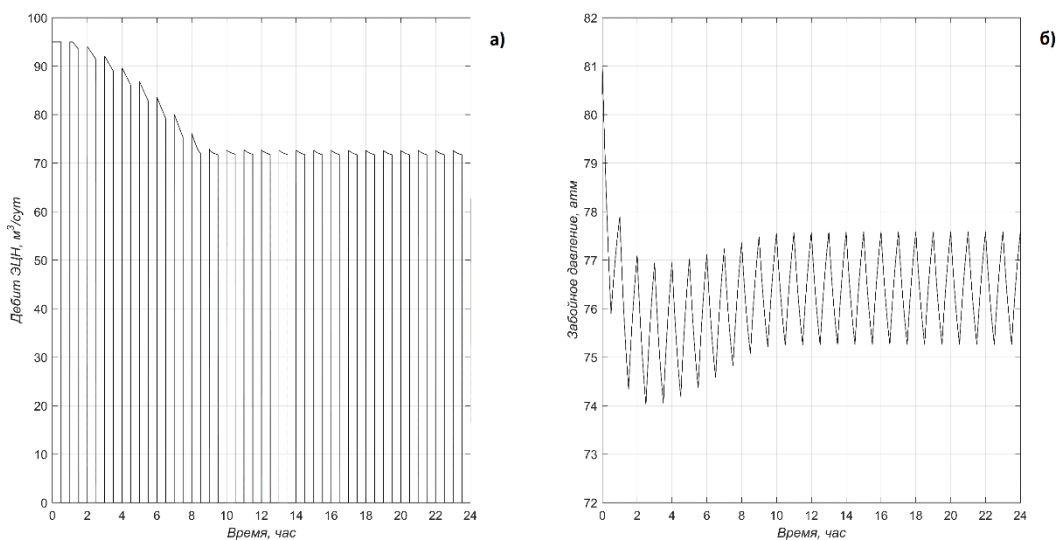 а)
Дебит ЭЦН, м³/сут
100
90
80
70
60
50
40
30
20
10
0
0 2 4 6 8 10 12 14 16 18 20 22 24
Время, час
б)
Забойное давление, атм
82
81
80
79
78
77
76
75
74
73
72
0 2 4 6 8 10 12 14 16 18 20 22 24
Время, час